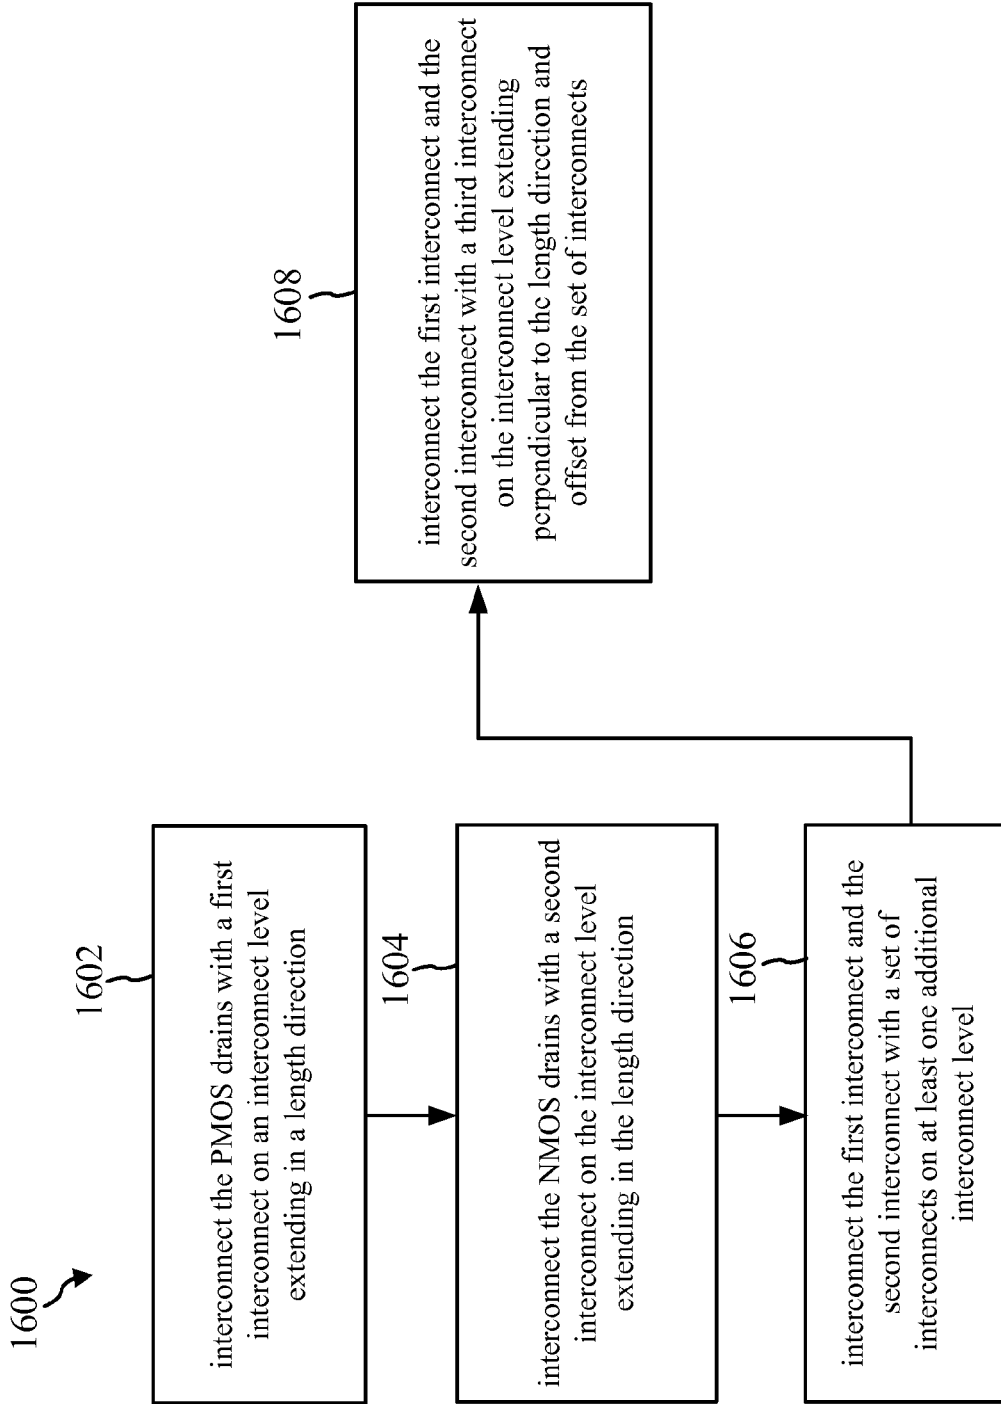 1600
1602
interconnect the PMOS drains with a first
interconnect on an interconnect level
extending in a length direction
1604
interconnect the NMOS drains with a second
interconnect on the interconnect level
extending in the length direction
1606
interconnect the first interconnect and the
second interconnect with a set of
interconnects on at least one additional
interconnect level
1608
interconnect the first interconnect and the
second interconnect with a third interconnect
on the interconnect level extending
perpendicular to the length direction and
offset from the set of interconnects